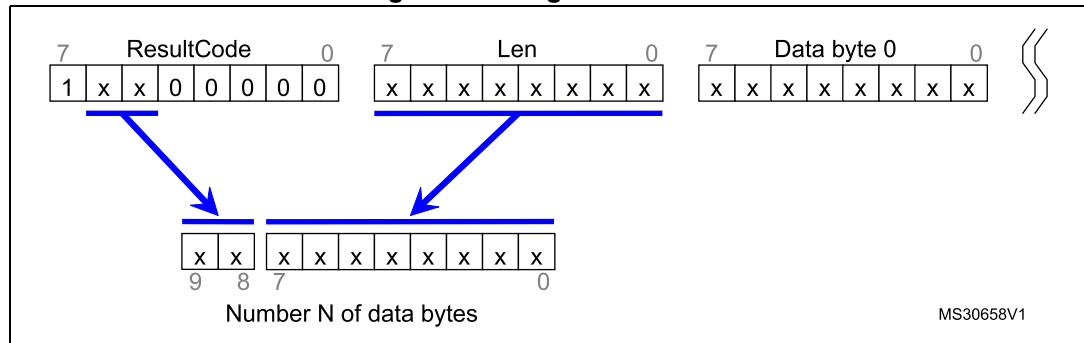 7 ResultCode 0 7 Len 0 7 Data byte 0 0
1 x x 0 0 0 0 0 x x x x x x x x x x x x x x x x
x x x x x x x x x x
9 8 7 0
Number N of data bytes
MS30658V1